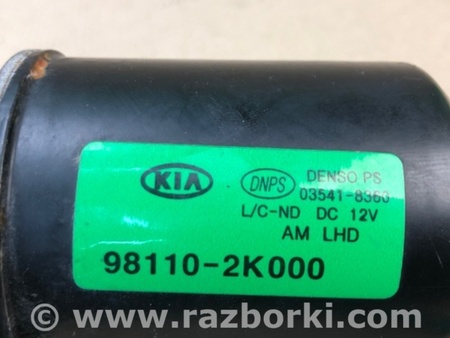 KIA DNPS DENSO PS
03541-8360
L/C-ND DC 12V
AM LHD
98110-2K000
www.razborki.com